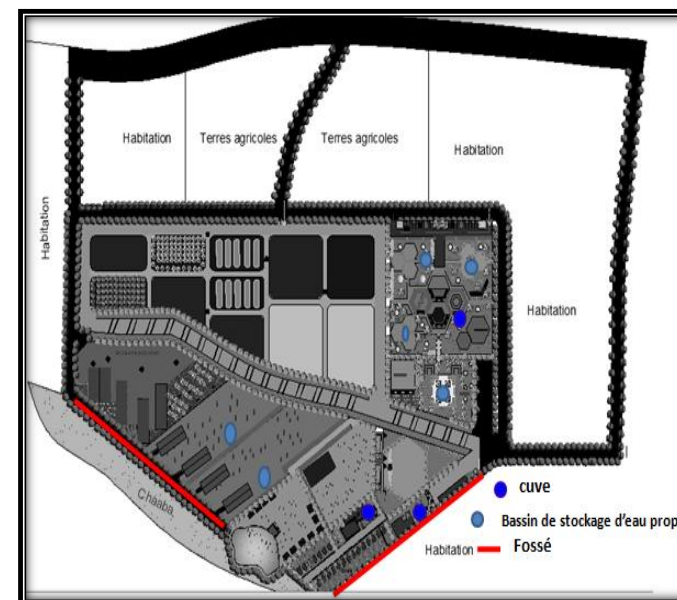 Habitation
Terres agricoles
Terres agricoles
Habitation
Habitation
Habitation
Chaaba
cuve
Bassin de stockage d'eau prop
Habitation
Fossé